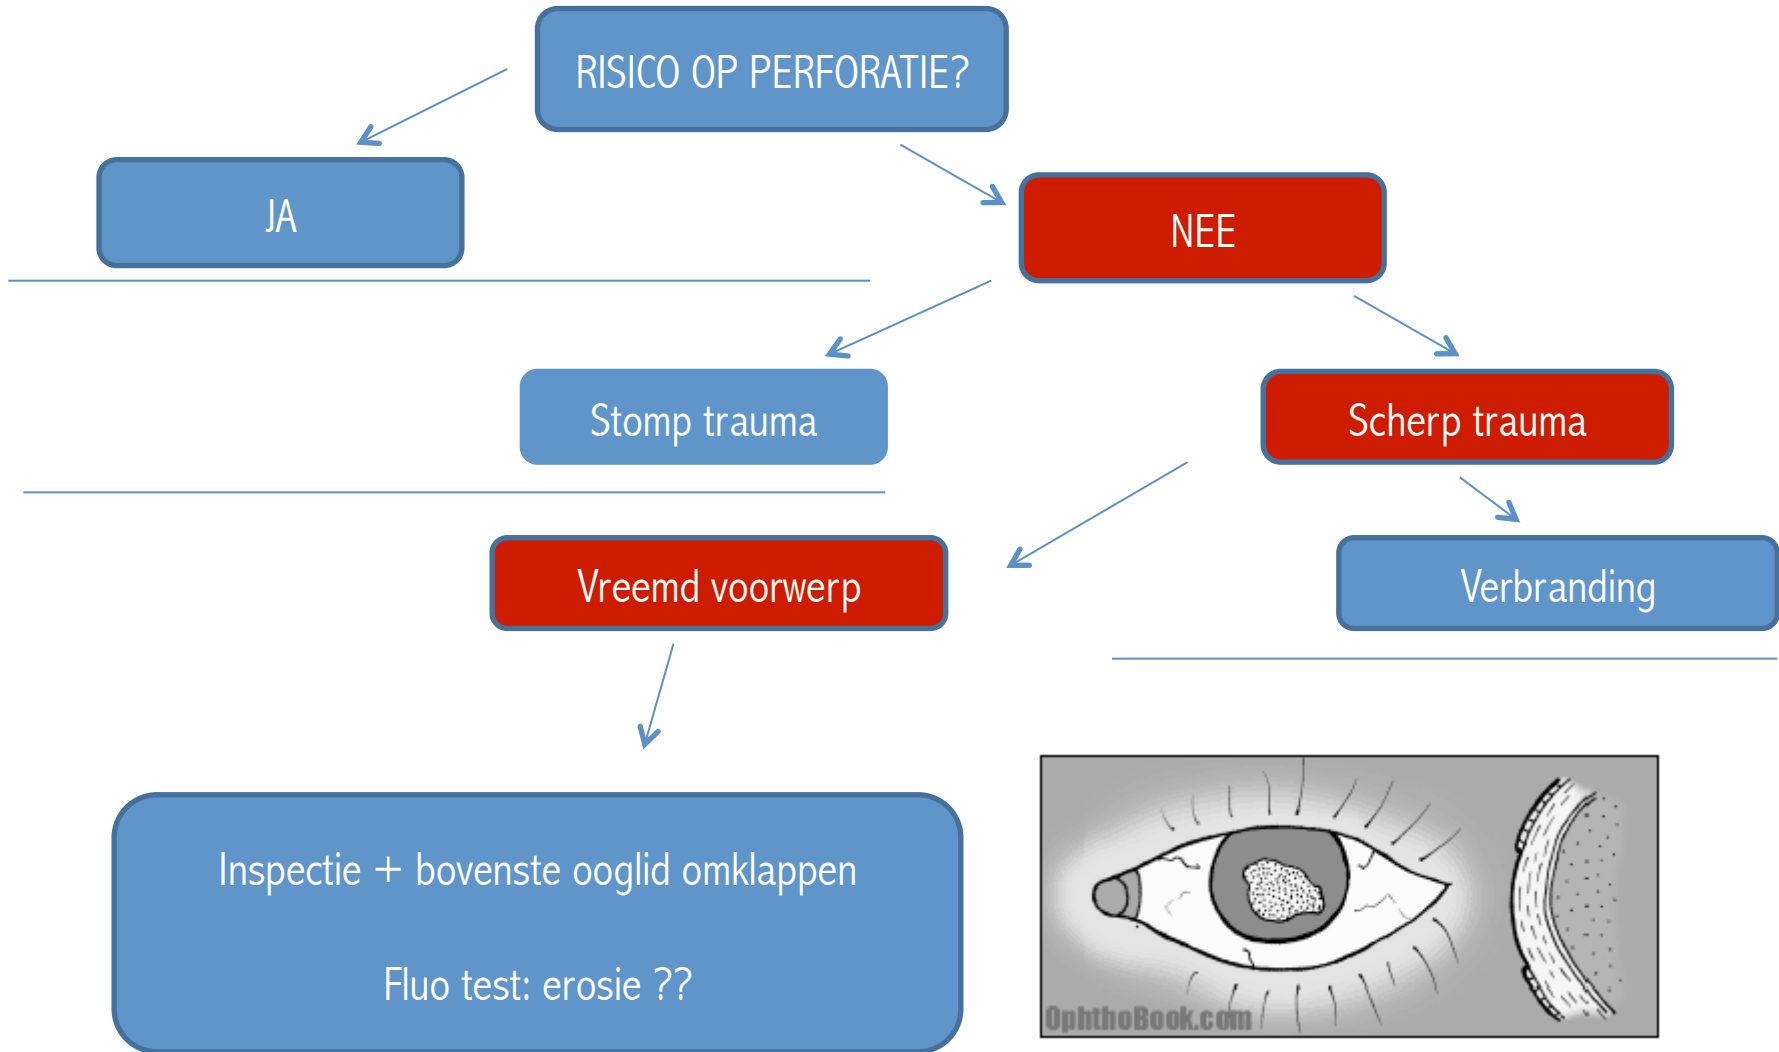 RISICO OP PERFORATIE?
JA
NEE
Stomp trauma
Scherp trauma
Vreemd voorwerp
Verbranding
Inspectie + bovenste ooglid omklappen
Fluo test: erosie ??
OphthoBook.com